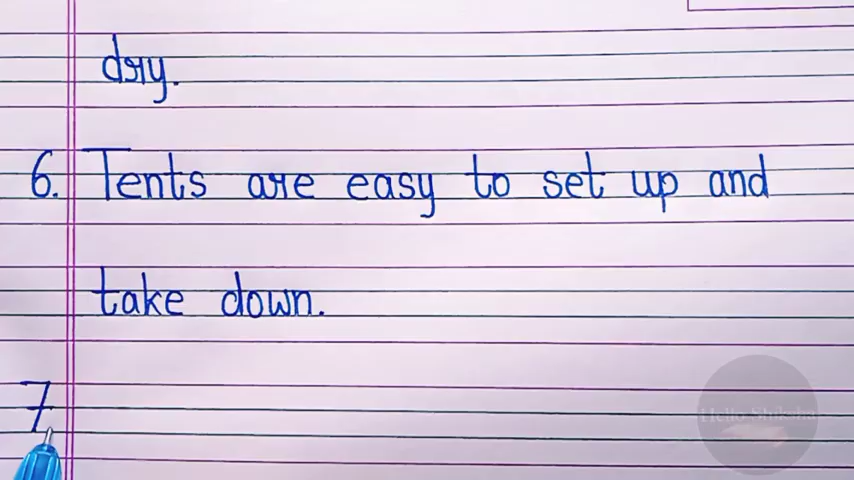 dry.
6. Tents are easy to set up and
take down.
7